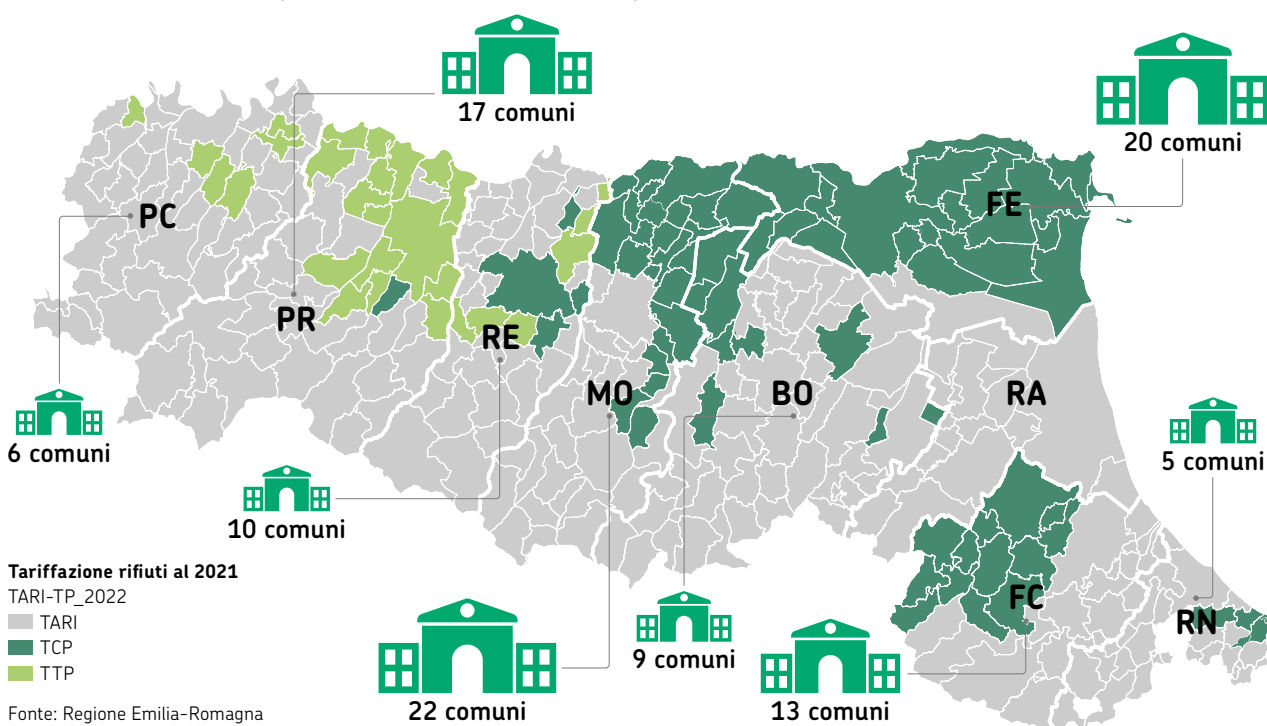 17 comuni
20 comuni
FE
PC
PR
RE
MO
BO
RA
6 comuni
5 comuni
10 comuni
Tariffazione rifiuti al 2021
TARI-TP_2022
TARI
TCP
TTP
FC
RN
9 comuni
22 comuni
13 comuni
Fonte: Regione Emilia-Romagna